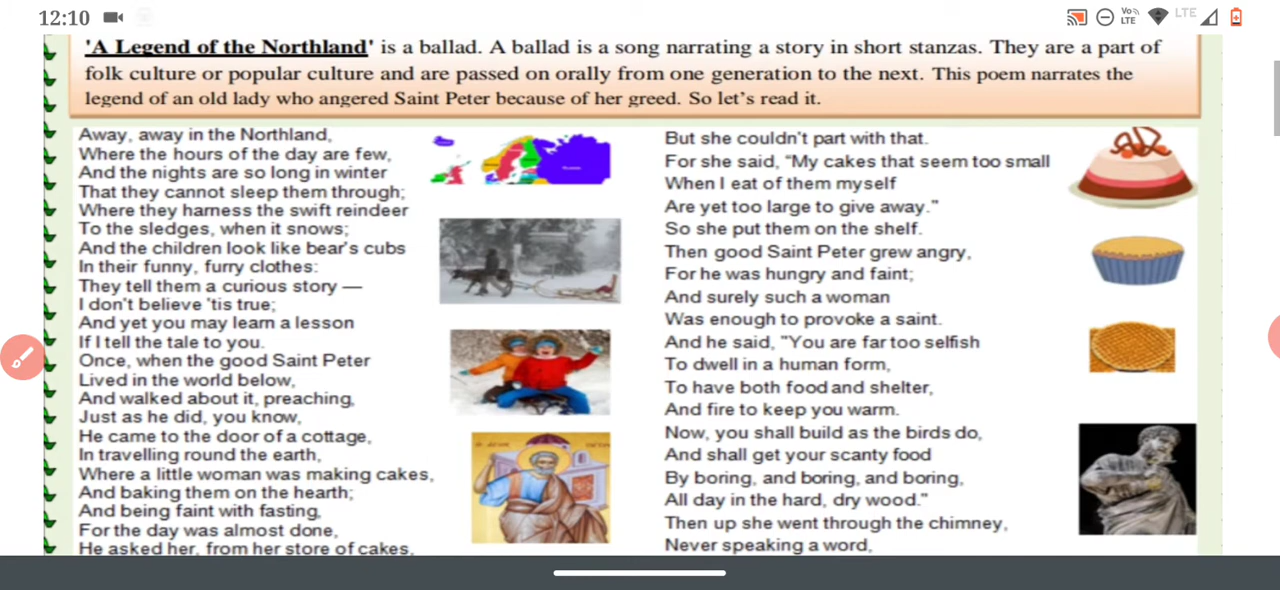 12:10
Vo))
LTE
LTE
'A Legend of the Northland' is a ballad. A ballad is a song narrating a story in short stanzas. They are a part of
folk culture or popular culture and are passed on orally from one generation to the next. This poem narrates the
legend of an old lady who angered Saint Peter because of her greed. So let's read it.
Away, away in the Northland,
Where the hours of the day are few,
And the nights are so long in winter
That they cannot sleep them through;
Where they harness the swift reindeer
To the sledges, when it snows;
And the children look like bear's cubs
In their funny, furry clothes:
They tell them a curious story —
I don't believe 'tis true;
And yet you may learn a lesson
If I tell the tale to you.
Once, when the good Saint Peter
Lived in the world below,
And walked about it, preaching,
Just as he did, you know,
He came to the door of a cottage,
In travelling round the earth,
Where a little woman was making cakes,
And baking them on the hearth;
And being faint with fasting,
For the day was almost done,
He asked her, from her store of cakes,
But she couldn't part with that.
For she said, "My cakes that seem too small
When I eat of them myself
Are yet too large to give away."
So she put them on the shelf.
Then good Saint Peter grew angry,
For he was hungry and faint;
And surely such a woman
Was enough to provoke a saint.
And he said, "You are far too selfish
To dwell in a human form,
To have both food and shelter,
And fire to keep you warm.
Now, you shall build as the birds do,
And shall get your scanty food
By boring, and boring, and boring,
All day in the hard, dry wood."
Then up she went through the chimney,
Never speaking a word,